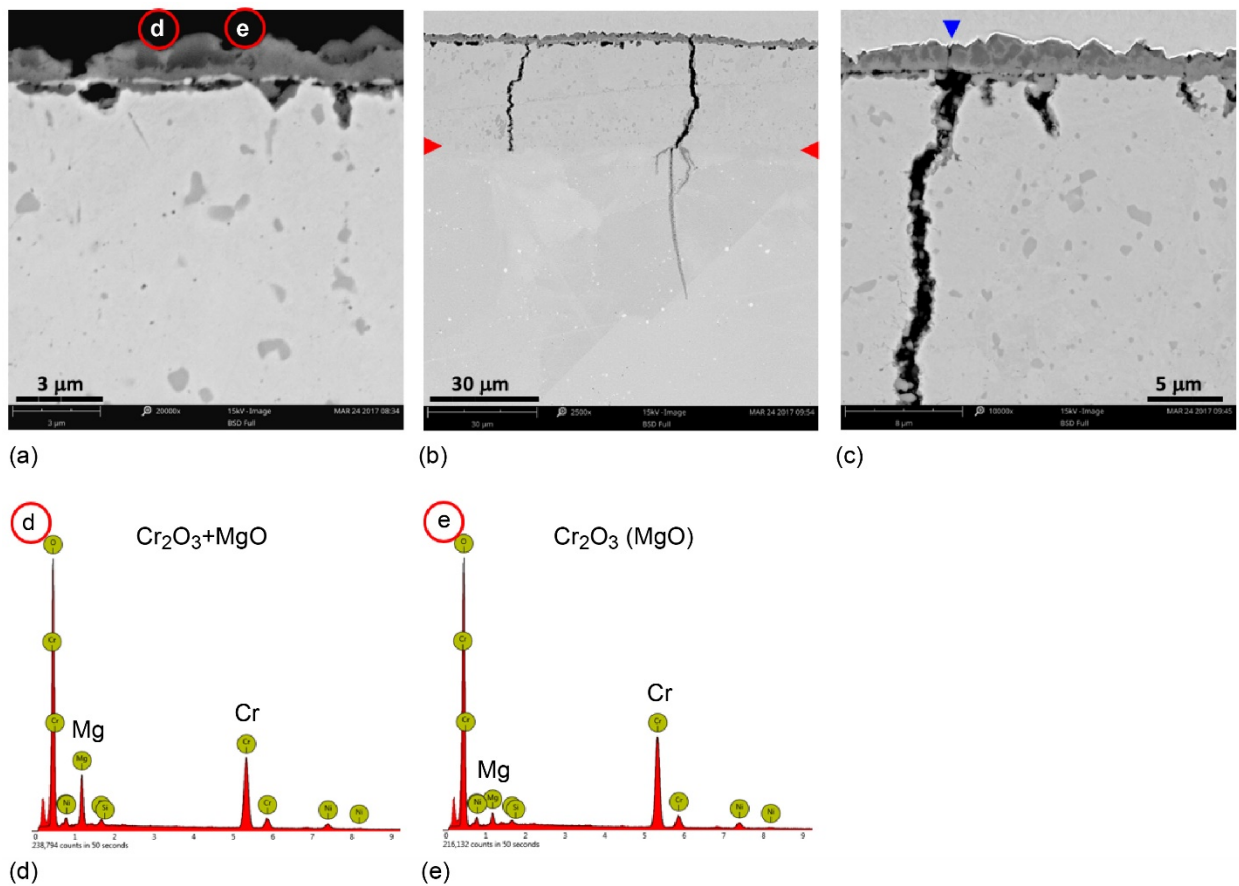 d
e
3 µm
20000x
15kV -Image
MAR 24 2017 08:34
3 µm
BSD Full
(a)
30 µm
2500x
15kV -Image
MAR 24 2017 09:54
30 µm
BSD Full
(b)
5 µm
10000x
15kV -Image
MAR 24 2017 09:45
8 µm
BSD Full
(c)
d
Cr₂O₃+MgO
O
Cr
Cr
Mg
Mg
Ni
Si
Cr
Cr
Cr
Ni
Ni
0 1 2 3 4 5 6 7 8 9
238,794 counts in 50 seconds
(d)
e
Cr₂O₃ (MgO)
O
Cr
Cr
Mg
Ni
Mg
Si
Cr
Cr
Cr
Ni
Ni
0 1 2 3 4 5 6 7 8 9
216,132 counts in 50 seconds
(e)